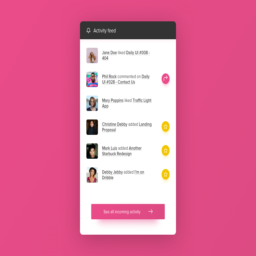 Activity feed
Jane Doe liked Daily UI #008 -
404
Phil Rock commented on Daily
UI #028 - Contact Us
Mary Poppins liked Traffic Light
App
Christine Debby added Landing
Proposal
Mark Luis added Another
Starbuck Redesign
Debby Jobby added I'm on
Dribble
See all incoming activity